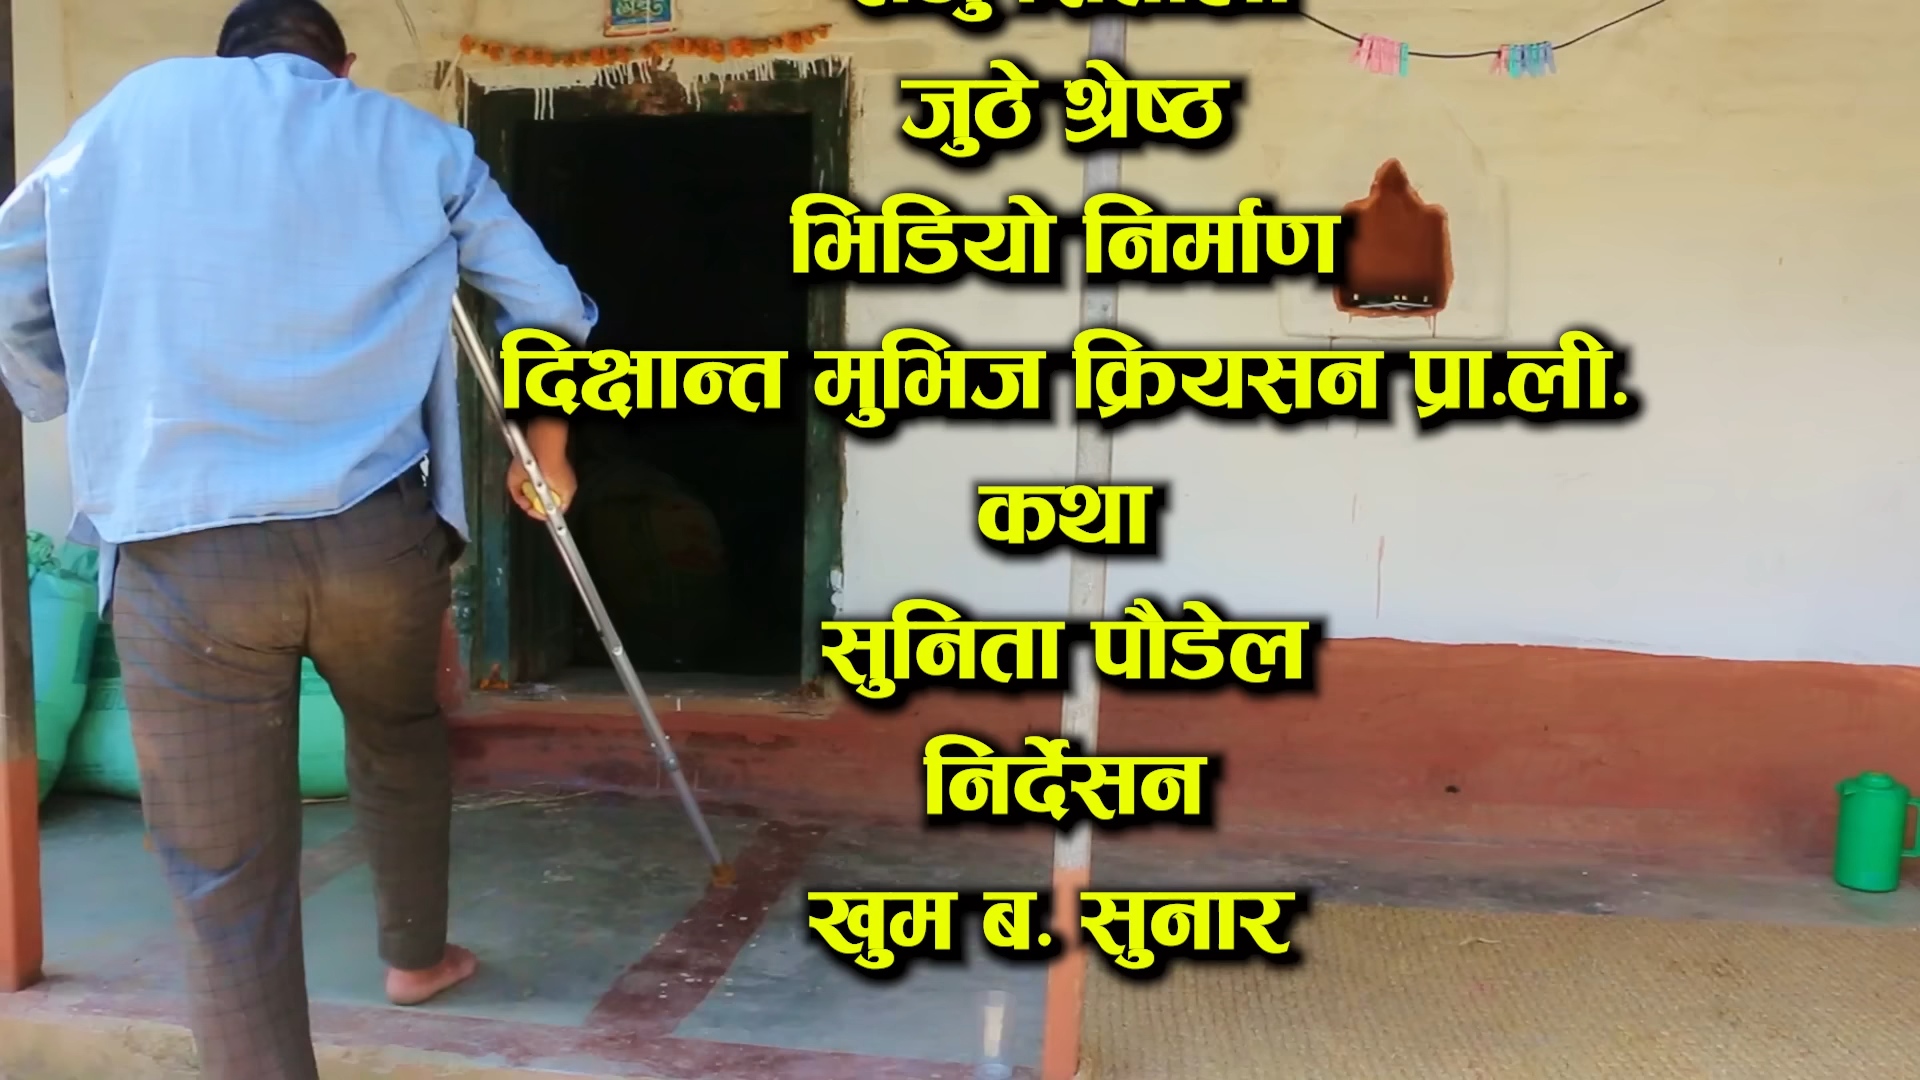 जुठे श्रेष्ठ
भिडियो निर्माण
दिक्षान्त मुभिज क्रियसन प्रा.ली.
कथा
सुनिता पौडेल
निर्देसन
खुम ब. सुनार